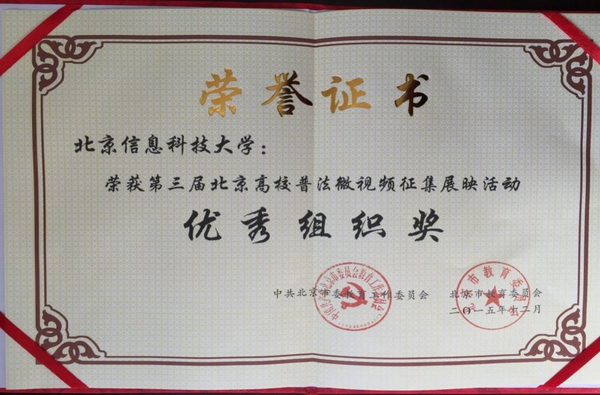 荣誉证书
北京信息科技大学：
荣获第三届北京高校普法微视频征集展映活动
优秀组织奖
中共北京市委教育工作委员会 北京市教育委员会
二〇一五年十二月